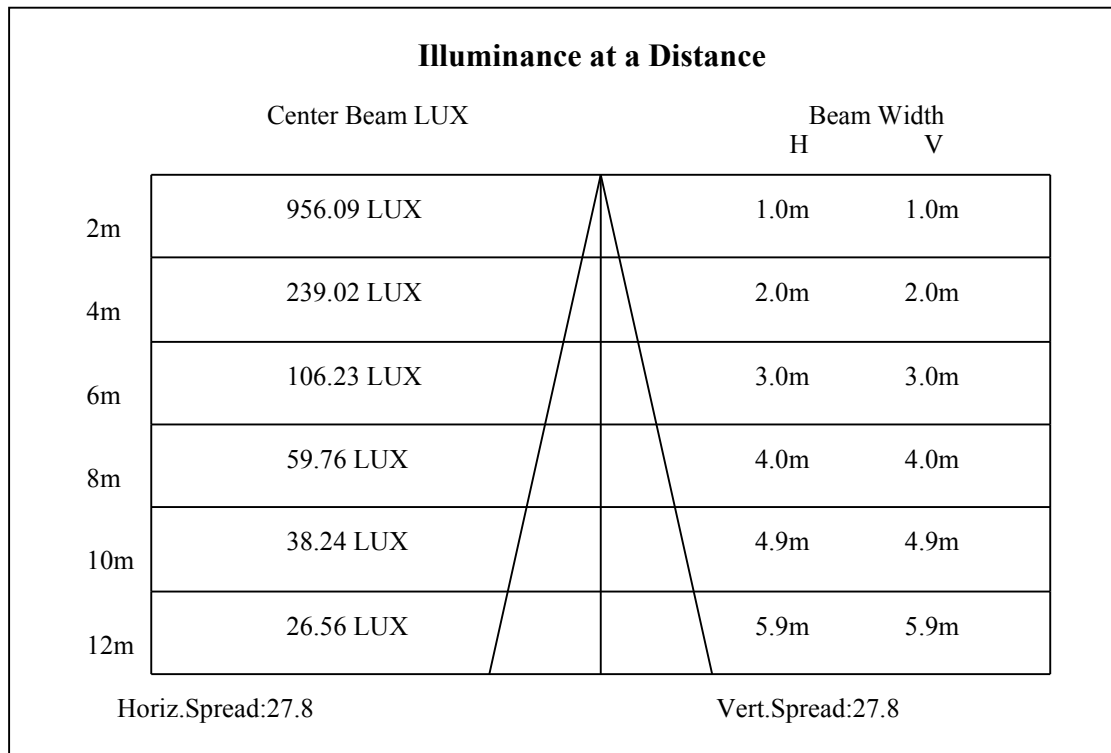 Illuminance at a Distance
Center Beam LUX Beam Width
H V
2m 956.09 LUX 1.0m 1.0m
4m 239.02 LUX 2.0m 2.0m
6m 106.23 LUX 3.0m 3.0m
8m 59.76 LUX 4.0m 4.0m
10m 38.24 LUX 4.9m 4.9m
12m 26.56 LUX 5.9m 5.9m
Horiz.Spread:27.8 Vert.Spread:27.8